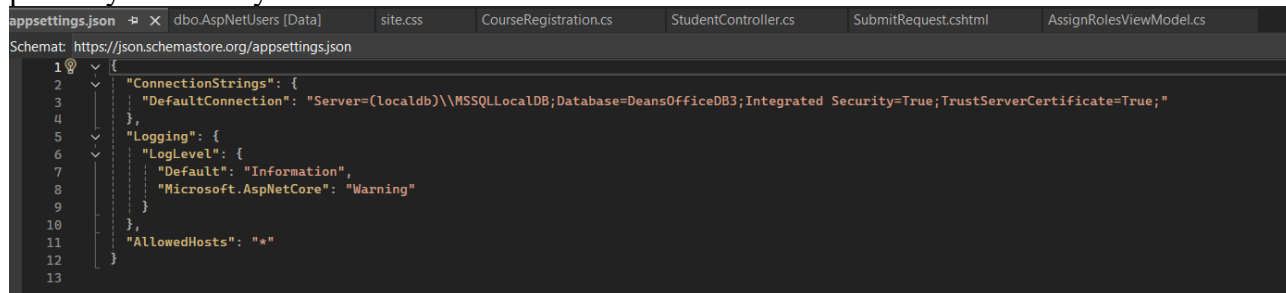 appsettings.json dbo.AspNetUsers [Data] site.css CourseRegistration.cs StudentController.cs SubmitRequest.cshtml AssignRolesViewModel.cs
Schemat: https://json.schemastore.org/appsettings.json
1 {
2 "ConnectionStrings": {
3 "DefaultConnection": "Server=(localdb)\\MSSQLLocalDB;Database=DeansOfficeDB3;Integrated Security=True;TrustServerCertificate=True;"
4 },
5 "Logging": {
6 "LogLevel": {
7 "Default": "Information",
8 "Microsoft.AspNetCore": "Warning"
9 }
10 },
11 "AllowedHosts": "*"
12 }
13